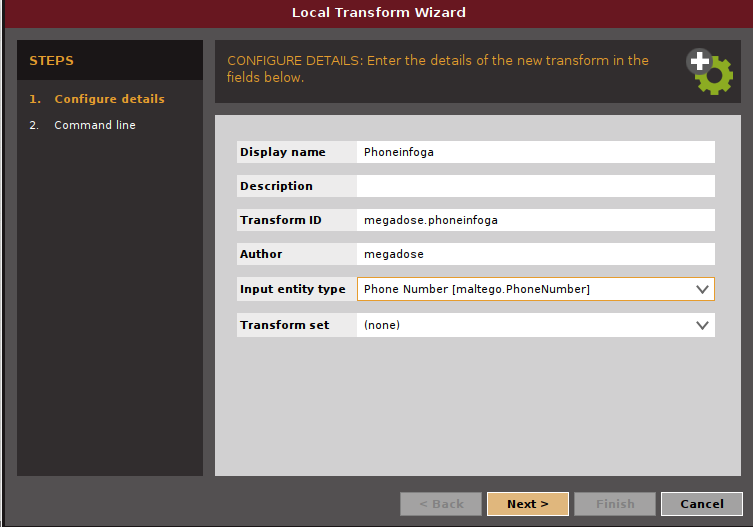 Local Transform Wizard
STEPS
1. Configure details
2. Command line
CONFIGURE DETAILS: Enter the details of the new transform in the
fields below.
Display name Phoneinfoga
Description
Transform ID megadose.phoneinfoga
Author megadose
Input entity type Phone Number [maltego.PhoneNumber]
Transform set (none)
< Back Next > Finish Cancel